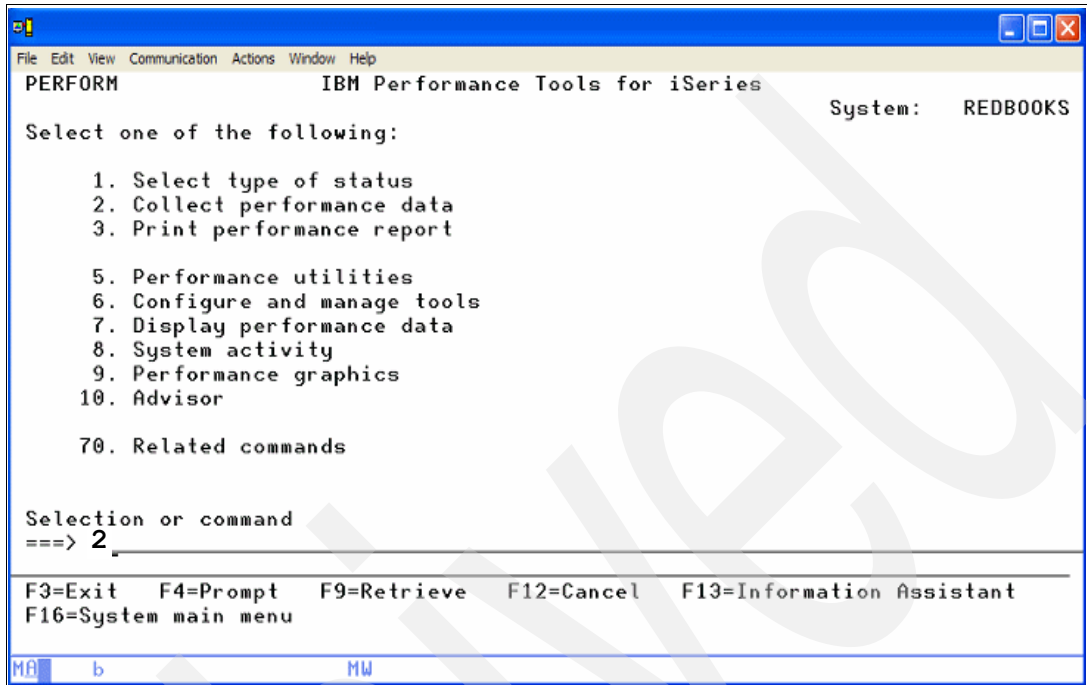 File Edit View Communication Actions Window Help
PERFORM IBM Performance Tools for iSeries
System: REDBOOKS
Select one of the following:
1. Select type of status
2. Collect performance data
3. Print performance report
5. Performance utilities
6. Configure and manage tools
7. Display performance data
8. System activity
9. Performance graphics
10. Advisor
70. Related commands
Selection or command
===> 2
F3=Exit F4=Prompt F9=Retrieve F12=Cancel F13=Information Assistant
F16=System main menu
MA b MW